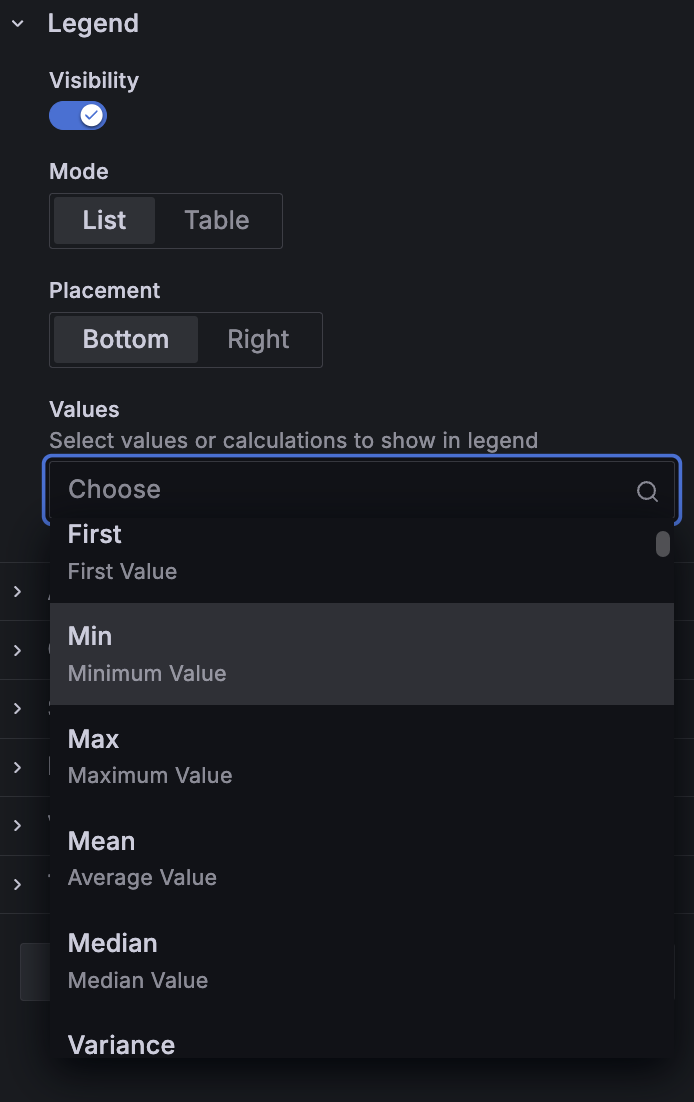 Legend
Visibility
Mode
List Table
Placement
Bottom Right
Values
Select values or calculations to show in legend
Choose
First
First Value
Min
Minimum Value
Max
Maximum Value
Mean
Average Value
Median
Median Value
Variance